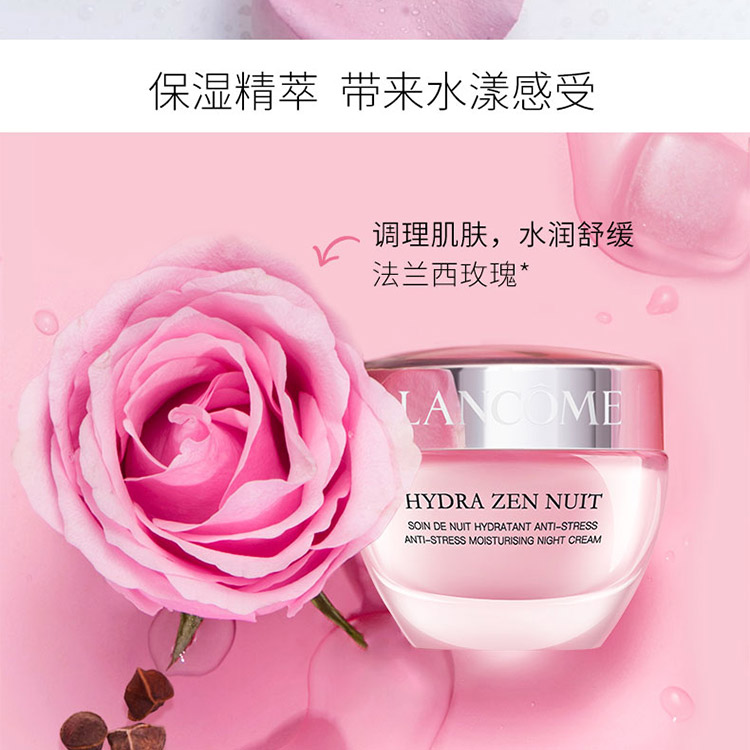 保湿精萃 带来水漾感受
调理肌肤，水润舒缓
法兰西玫瑰*
LANCÔME
HYDRA ZEN NUIT
SOIN DE NUIT HYDRATANT ANTI-STRESS
ANTI-STRESS MOISTURISING NIGHT CREAM